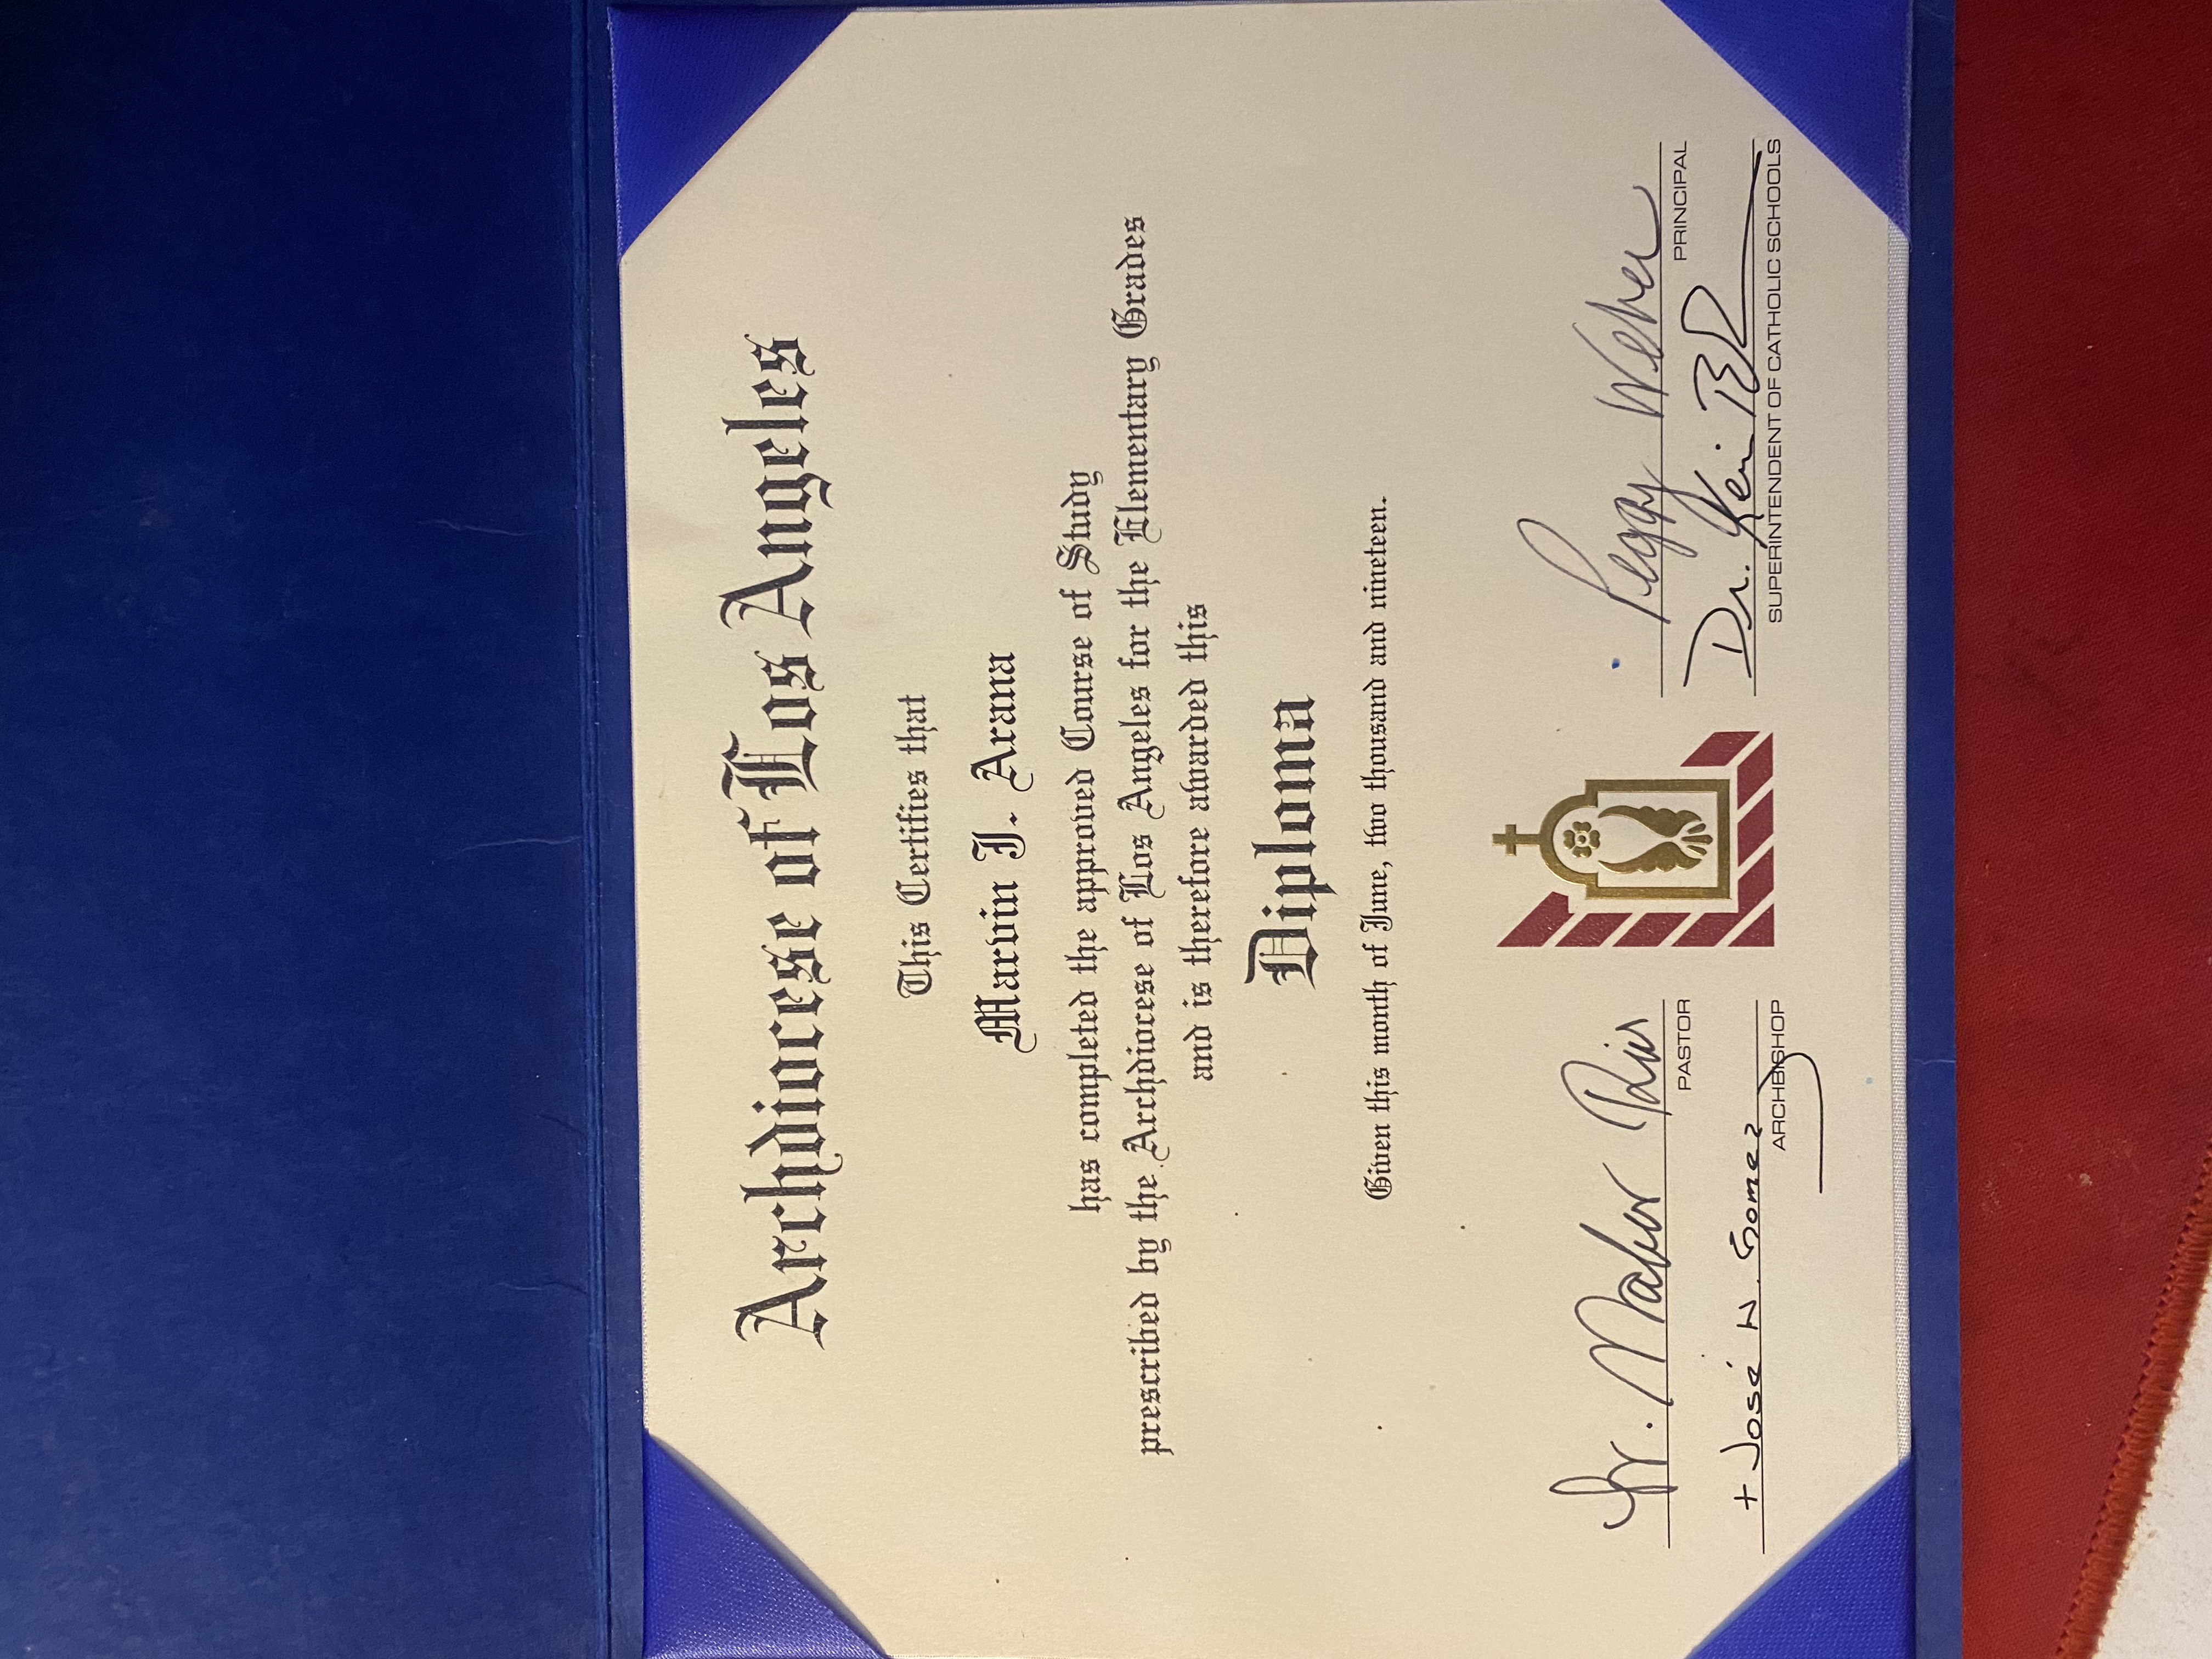 Archdiocese of Los Angeles
This Certifies that
Marvin J. Arana
has completed the approved Course of Study
prescribed by the Archdiocese of Los Angeles for the Elementary Grades
and is therefore awarded this
Diploma
Given this month of June, two thousand and nineteen.
Fr. Nabor Rios
PASTOR
Peggy Weber
PRINCIPAL
+ José H. Gomez
ARCHBISHOP
Dr. Kevin
SUPERINTENDENT OF CATHOLIC SCHOOLS